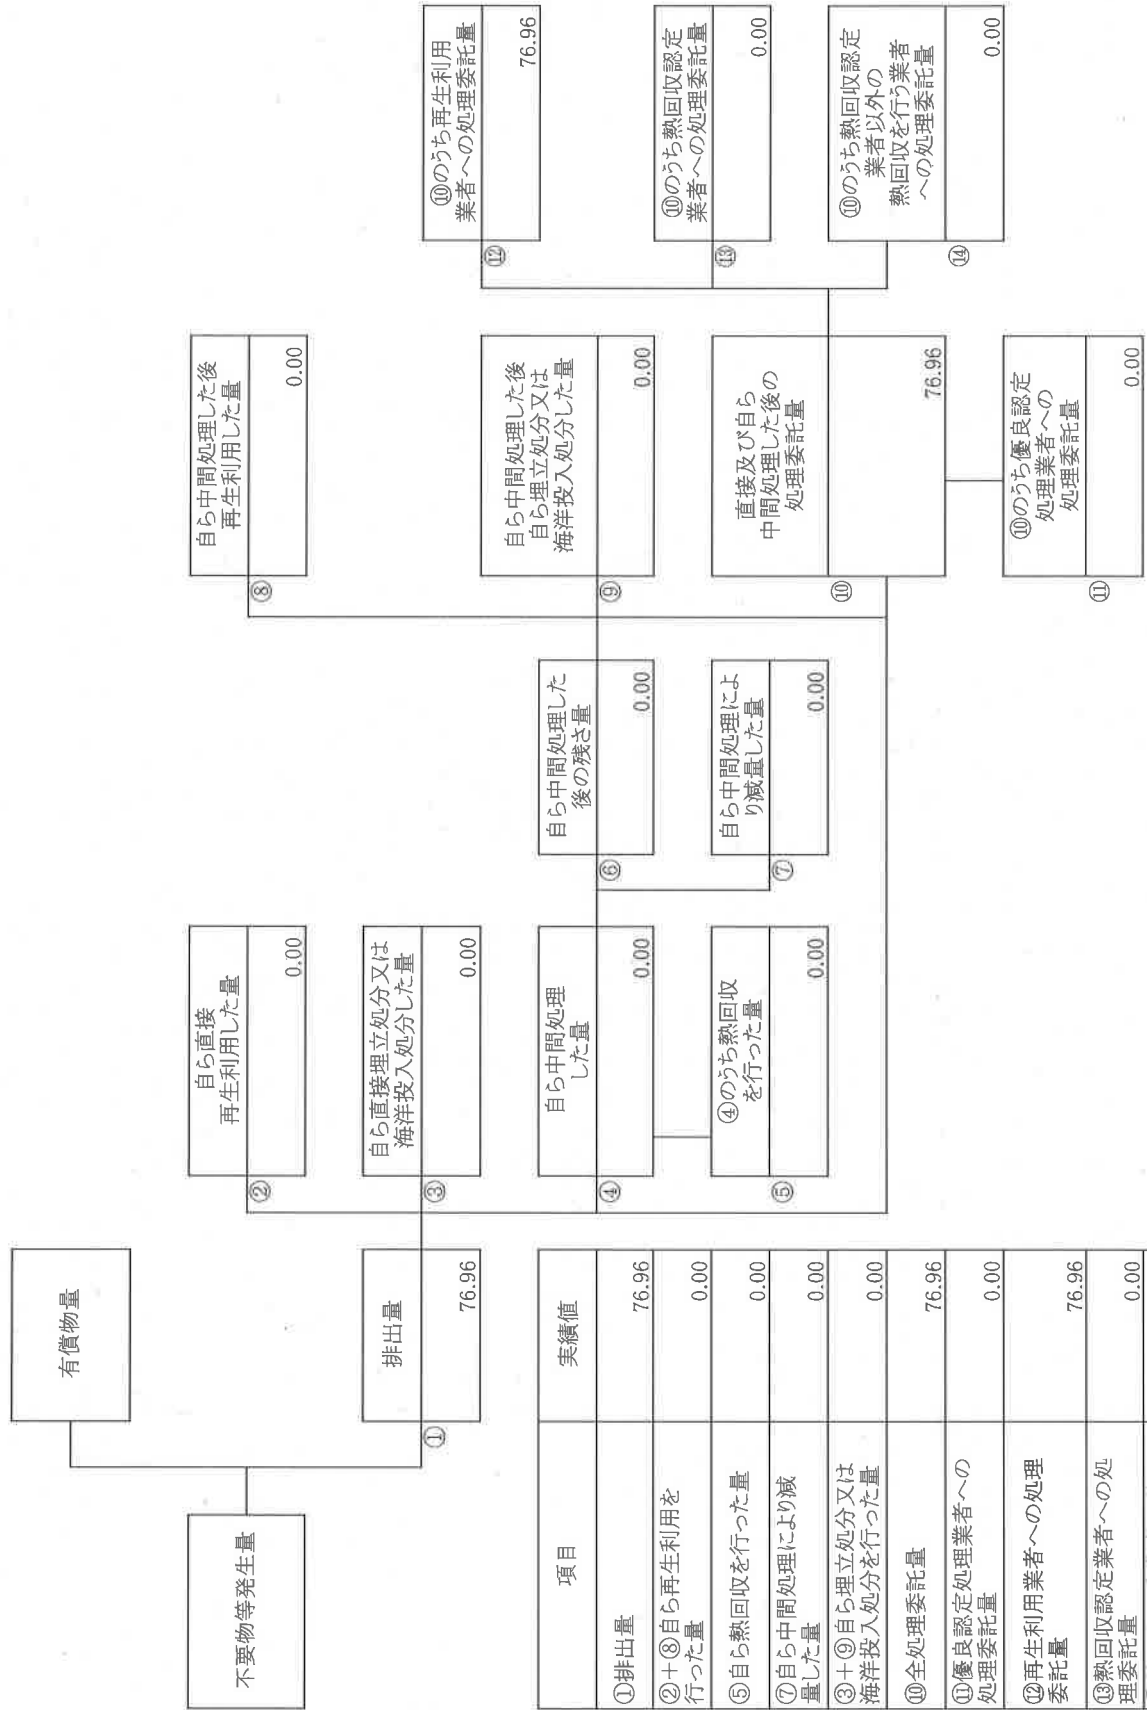 有償物量
不要物等発生量
排出量
①
76.96
自ら直接
再生利用した量
②
0.00
自ら直接埋立処分又は
海洋投入処分した量
③
0.00
自ら中間処理
した量
④
0.00
④のうち熱回収
を行った量
⑤
0.00
自ら中間処理した
後の残さ量
⑥
0.00
自ら中間処理によ
り減量した量
⑦
0.00
自ら中間処理した後
再生利用した量
⑧
0.00
自ら中間処理した後
自ら埋立処分又は
海洋投入処分した量
⑨
0.00
直接及び自ら
中間処理した後の
処理委託量
⑩
76.96
⑩のうち優良認定
処理業者への
処理委託量
⑪
0.00
⑩のうち再生利用
業者への処理委託量
⑫
76.96
⑩のうち熱回収認定
業者への処理委託量
⑬
0.00
⑩のうち熱回収認定
業者以外の
熱回収を行う業者
への処理委託量
⑭
0.00
項目 実績値
①排出量 76.96
②+⑧自ら再生利用を
行った量 0.00
⑤自ら熱回収を行った量 0.00
⑦自ら中間処理により減
量した量 0.00
③+⑨自ら埋立処分又は
海洋投入処分を行った量 0.00
⑩全処理委託量 76.96
⑪優良認定処理業者への
処理委託量 0.00
⑫再生利用業者への処理
委託量 76.96
⑬熱回収認定業者への処
理委託量 0.00